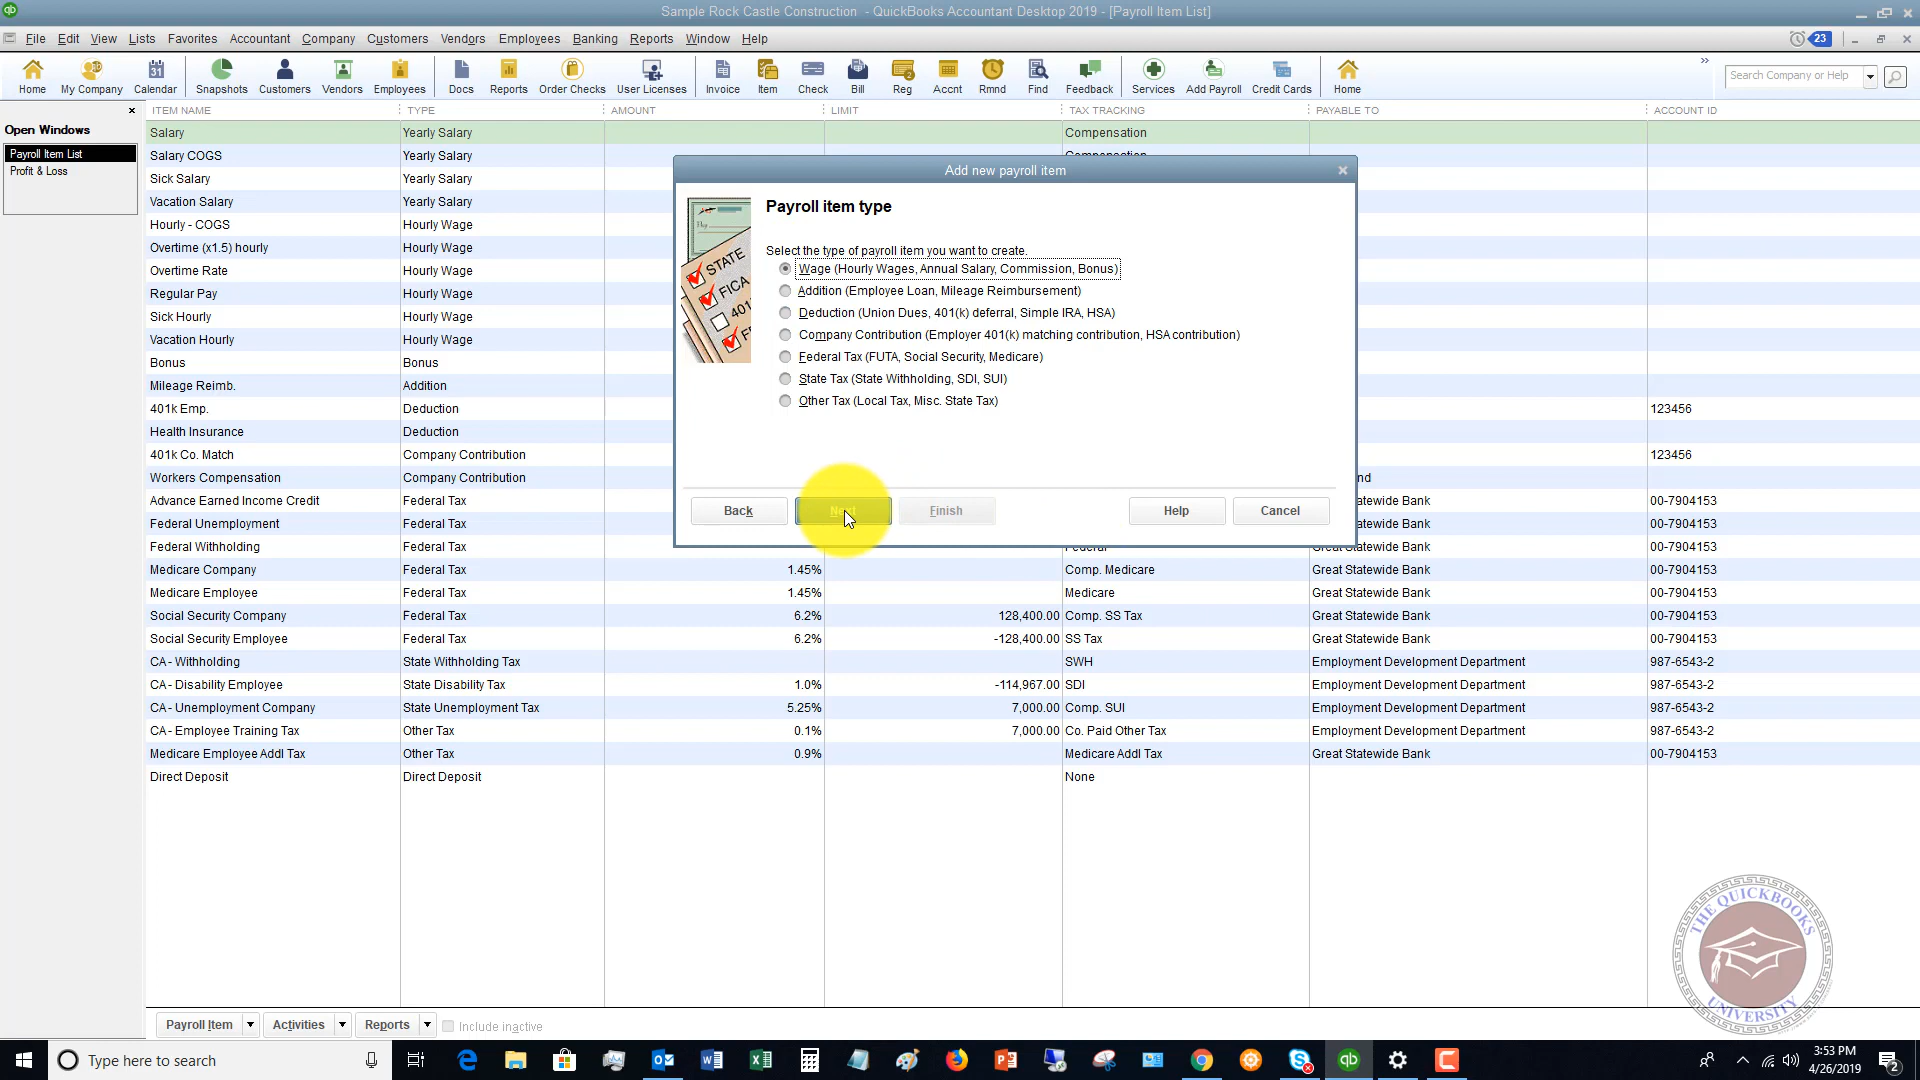 Sample Rock Castle Construction - QuickBooks Accountant Desktop 2019 - [Payroll Item List]
File Edit View Lists Favorites Accountant Company Customers Vendors Employees Banking Reports Window Help 23
Home My Company Calendar Snapshots Customers Vendors Employees Docs Reports Order Checks User Licenses Invoice Item Check Bill Reg Accnt Rmnd Find Feedback Services Add Payroll Credit Cards Home
Search Company or Help
ITEM NAME TYPE AMOUNT LIMIT TAX TRACKING PAYABLE TO ACCOUNT ID
Open Windows
Payroll Item List
Profit & Loss
Salary Yearly Salary Compensation
Salary COGS Yearly Salary Compensation
Sick Salary Yearly Salary
Vacation Salary Yearly Salary
Hourly - COGS Hourly Wage
Overtime (x1.5) hourly Hourly Wage
Overtime Rate Hourly Wage
Regular Pay Hourly Wage
Sick Hourly Hourly Wage
Vacation Hourly Hourly Wage
Bonus Bonus
Mileage Reimb. Addition
401k Emp. Deduction 123456
Health Insurance Deduction
401k Co. Match Company Contribution 123456
Workers Compensation Company Contribution nd
Advance Earned Income Credit Federal Tax Statewide Bank 00-7904153
Federal Unemployment Federal Tax Statewide Bank 00-7904153
Federal Withholding Federal Tax Federal Great Statewide Bank 00-7904153
Medicare Company Federal Tax 1.45% Comp. Medicare Great Statewide Bank 00-7904153
Medicare Employee Federal Tax 1.45% Medicare Great Statewide Bank 00-7904153
Social Security Company Federal Tax 6.2% 128,400.00 Comp. SS Tax Great Statewide Bank 00-7904153
Social Security Employee Federal Tax 6.2% -128,400.00 SS Tax Great Statewide Bank 00-7904153
CA - Withholding State Withholding Tax SWH Employment Development Department 987-6543-2
CA - Disability Employee State Disability Tax 1.0% -114,967.00 SDI Employment Development Department 987-6543-2
CA - Unemployment Company State Unemployment Tax 5.25% 7,000.00 Comp. SUI Employment Development Department 987-6543-2
CA - Employee Training Tax Other Tax 0.1% 7,000.00 Co. Paid Other Tax Employment Development Department 987-6543-2
Medicare Employee Addl Tax Other Tax 0.9% Medicare Addl Tax Great Statewide Bank 00-7904153
Direct Deposit Direct Deposit None
Add new payroll item
Payroll item type
Select the type of payroll item you want to create.
Wage (Hourly Wages, Annual Salary, Commission, Bonus)
Addition (Employee Loan, Mileage Reimbursement)
Deduction (Union Dues, 401(k) deferral, Simple IRA, HSA)
Company Contribution (Employer 401(k) matching contribution, HSA contribution)
Federal Tax (FUTA, Social Security, Medicare)
State Tax (State Withholding, SDI, SUI)
Other Tax (Local Tax, Misc. State Tax)
STATE
FICA
401
Back Next Finish Help Cancel
Payroll Item Activities Reports Include inactive
THE QUICKBOOKS UNIVERSITY
Type here to search
3:53 PM
4/26/2019
2